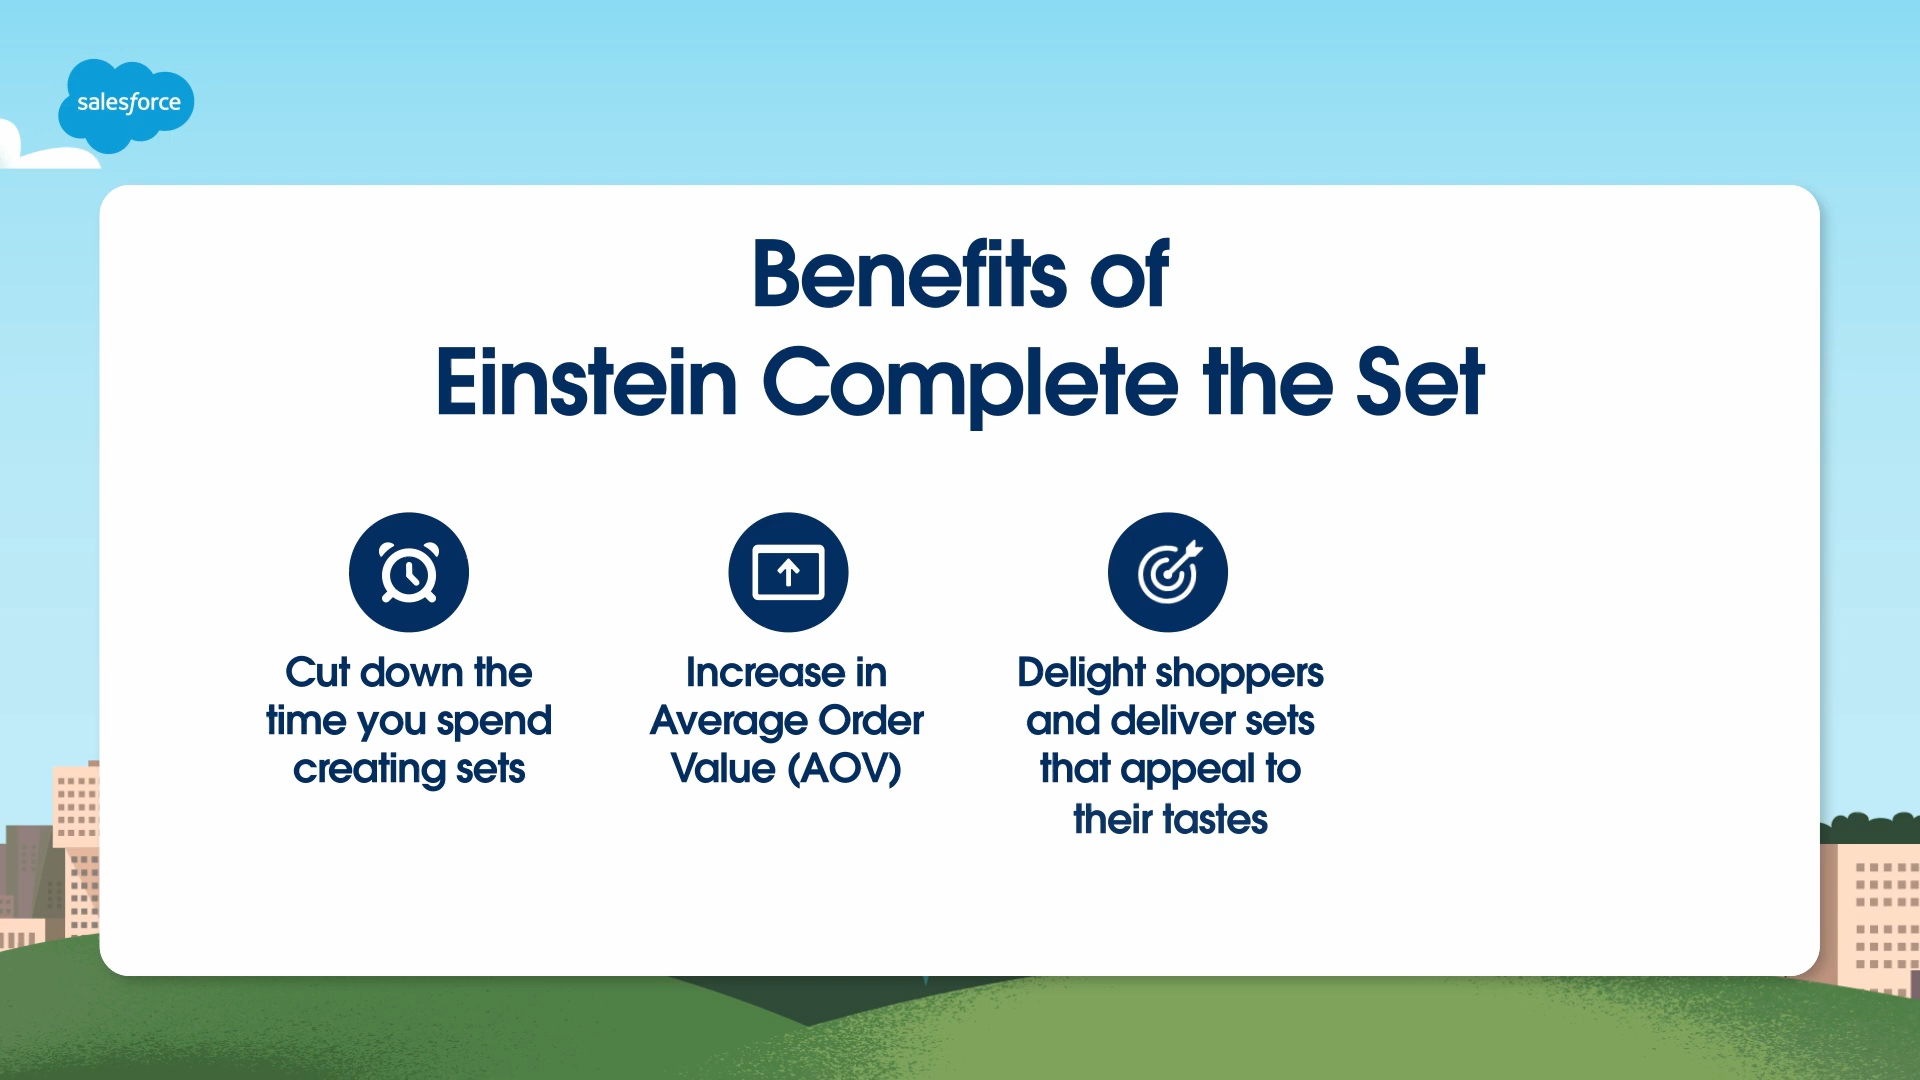 salesforce
Benefits of
Einstein Complete the Set
Cut down the
time you spend
creating sets
Increase in
Average Order
Value (AOV)
Delight shoppers
and deliver sets
that appeal to
their tastes